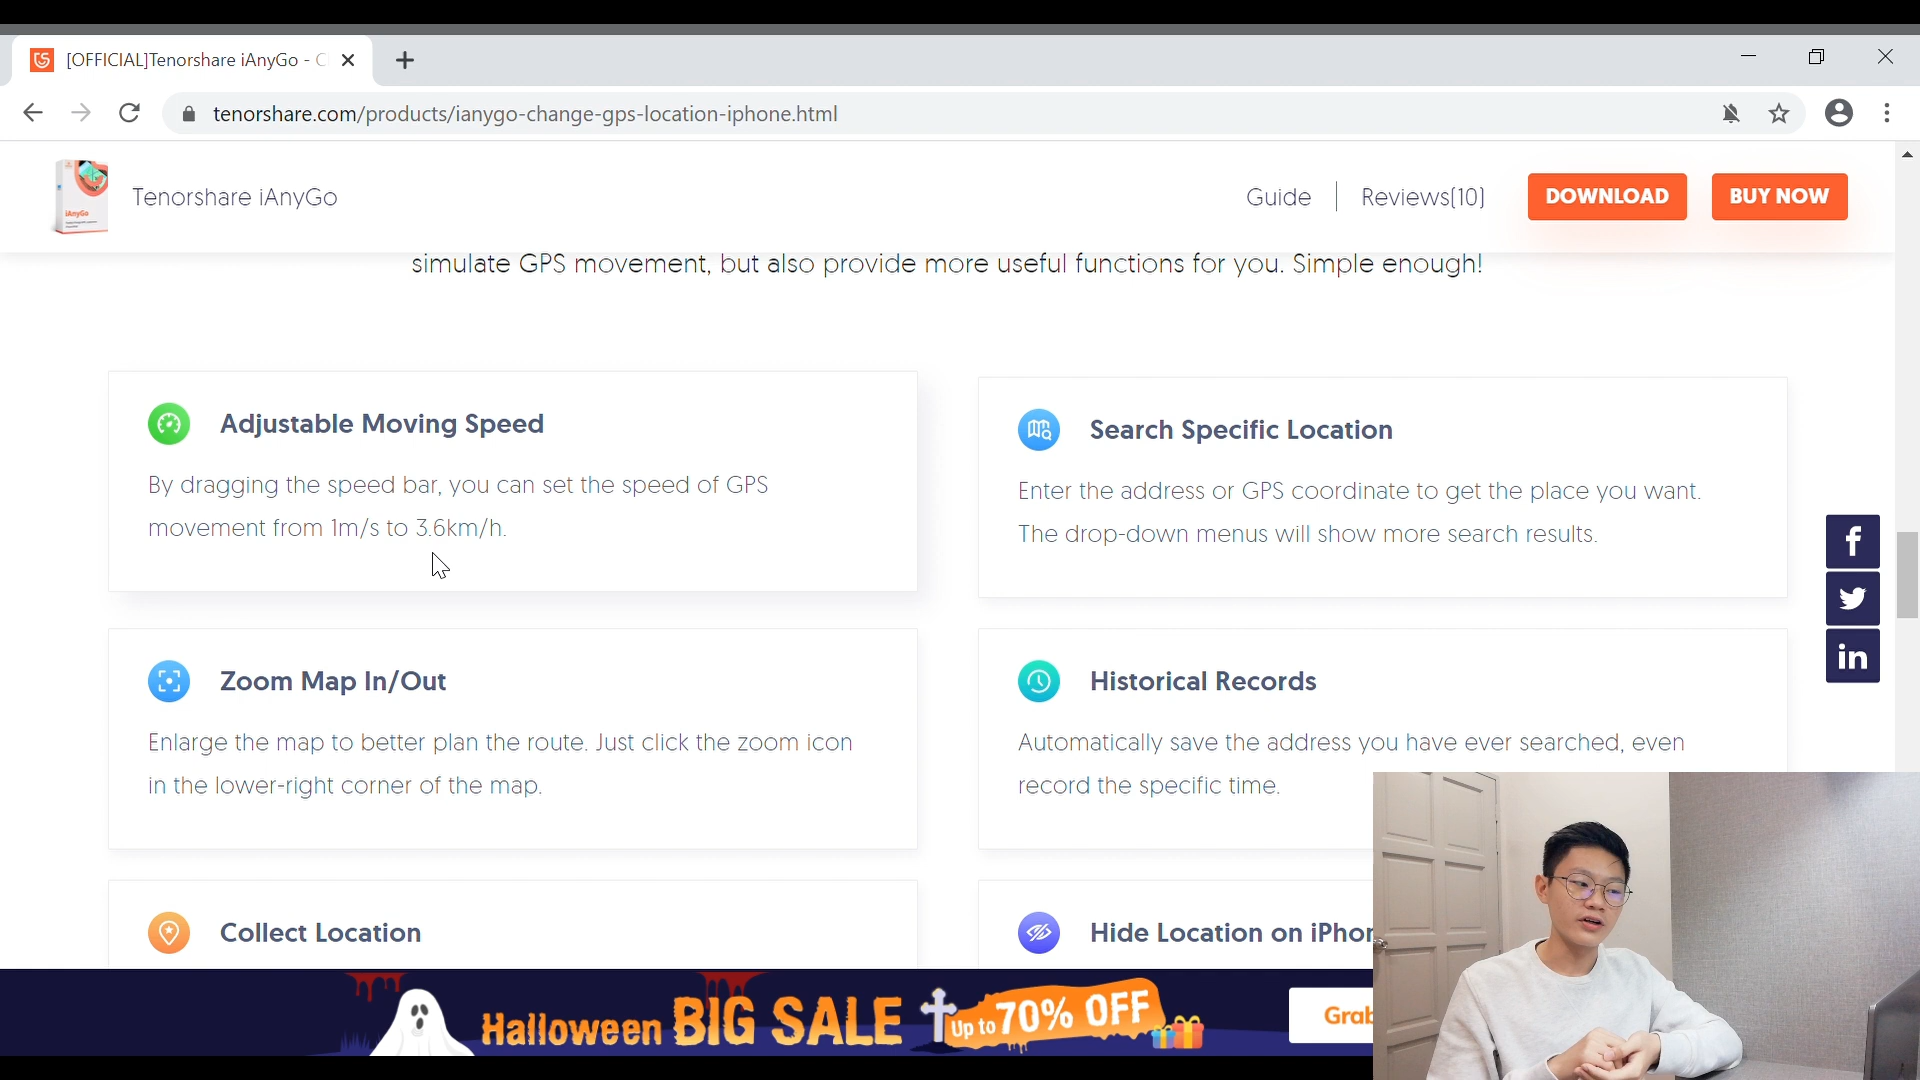 [OFFICIAL]Tenorshare iAnyGo - C
tenorshare.com/products/ianygo-change-gps-location-iphone.html
iAnyGo
Tenorshare iAnyGo
Guide
Reviews(10)
DOWNLOAD
BUY NOW
simulate GPS movement, but also provide more useful functions for you. Simple enough!
Adjustable Moving Speed
By dragging the speed bar, you can set the speed of GPS
movement from 1m/s to 3.6km/h.
Search Specific Location
Enter the address or GPS coordinate to get the place you want.
The drop-down menus will show more search results.
Zoom Map In/Out
Enlarge the map to better plan the route. Just click the zoom icon
in the lower-right corner of the map.
Historical Records
Automatically save the address you have ever searched, even
record the specific time.
Collect Location
Hide Location on iPhon
f
in
Halloween BIG SALE Up to 70% OFF
Grab